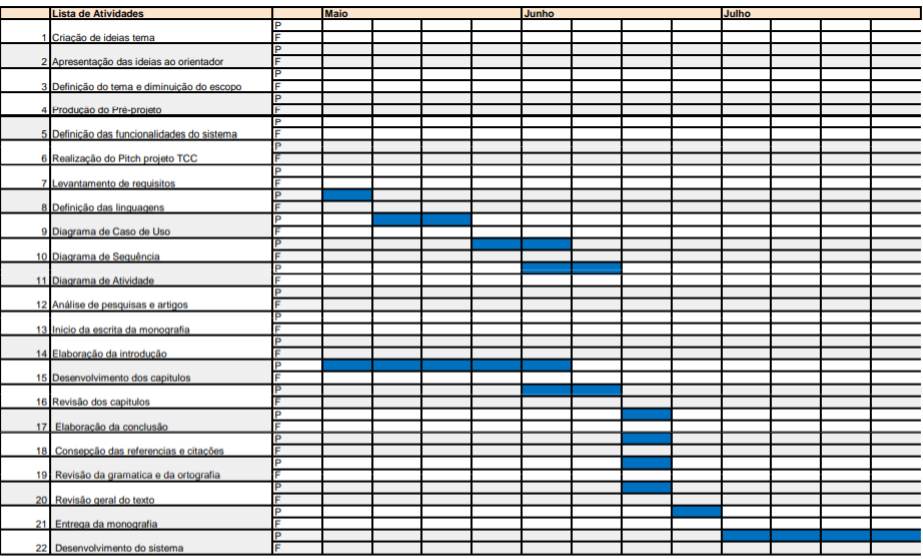 Lista de Atividades Maio Junho Julho
P
1 Criação de ideias tema F
P
2 Apresentação das ideias ao orientador F
P
3 Definição do tema e diminuição do escopo F
P
4 Produção do Pré-projeto F
P
5 Definição das funcionalidades do sistema F
P
6 Realização do Pitch projeto TCC F
P
7 Levantamento de requisitos F
P
8 Definição das linguagens F
P
9 Diagrama de Caso de Uso F
P
10 Diagrama de Sequência F
P
11 Diagrama de Atividade F
P
12 Análise de pesquisas e artigos F
P
13 Inicio da escrita da monografia F
P
14 Elaboração da introdução F
P
15 Desenvolvimento dos capitulos F
P
16 Revisão dos capitulos F
P
17 Elaboração da conclusão F
P
18 Consepção das referencias e citações F
P
19 Revisão da gramatica e da ortografia F
P
20 Revisão geral do texto F
P
21 Entrega da monografia F
P
22 Desenvolvimento do sistema F